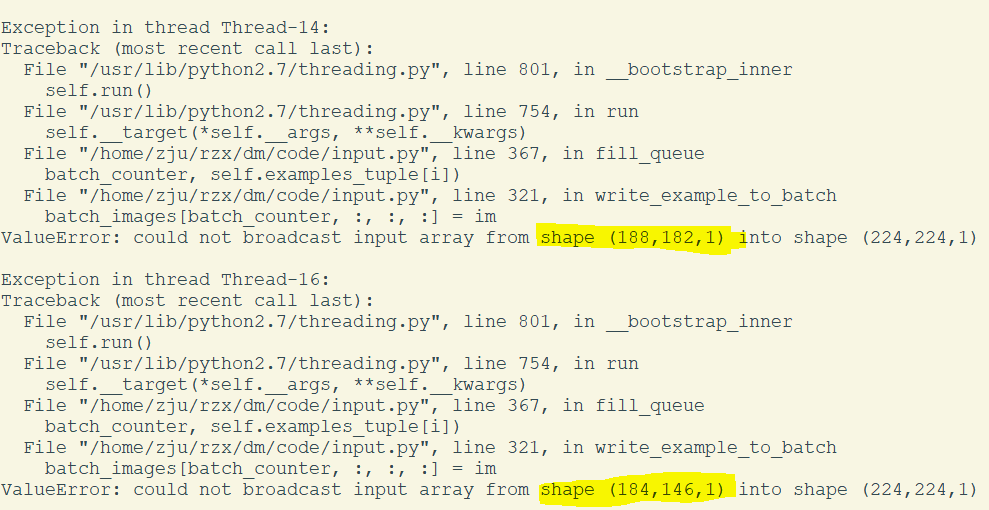 Exception in thread Thread-14:
Traceback (most recent call last):
  File "/usr/lib/python2.7/threading.py", line 801, in __bootstrap_inner
    self.run()
  File "/usr/lib/python2.7/threading.py", line 754, in run
    self.__target(*self.__args, **self.__kwargs)
  File "/home/zju/rzx/dm/code/input.py", line 367, in fill_queue
    batch_counter, self.examples_tuple[i])
  File "/home/zju/rzx/dm/code/input.py", line 321, in write_example_to_batch
    batch_images[batch_counter, :, :, :] = im
ValueError: could not broadcast input array from shape (188,182,1) into shape (224,224,1)

Exception in thread Thread-16:
Traceback (most recent call last):
  File "/usr/lib/python2.7/threading.py", line 801, in __bootstrap_inner
    self.run()
  File "/usr/lib/python2.7/threading.py", line 754, in run
    self.__target(*self.__args, **self.__kwargs)
  File "/home/zju/rzx/dm/code/input.py", line 367, in fill_queue
    batch_counter, self.examples_tuple[i])
  File "/home/zju/rzx/dm/code/input.py", line 321, in write_example_to_batch
    batch_images[batch_counter, :, :, :] = im
ValueError: could not broadcast input array from shape (184,146,1) into shape (224,224,1)